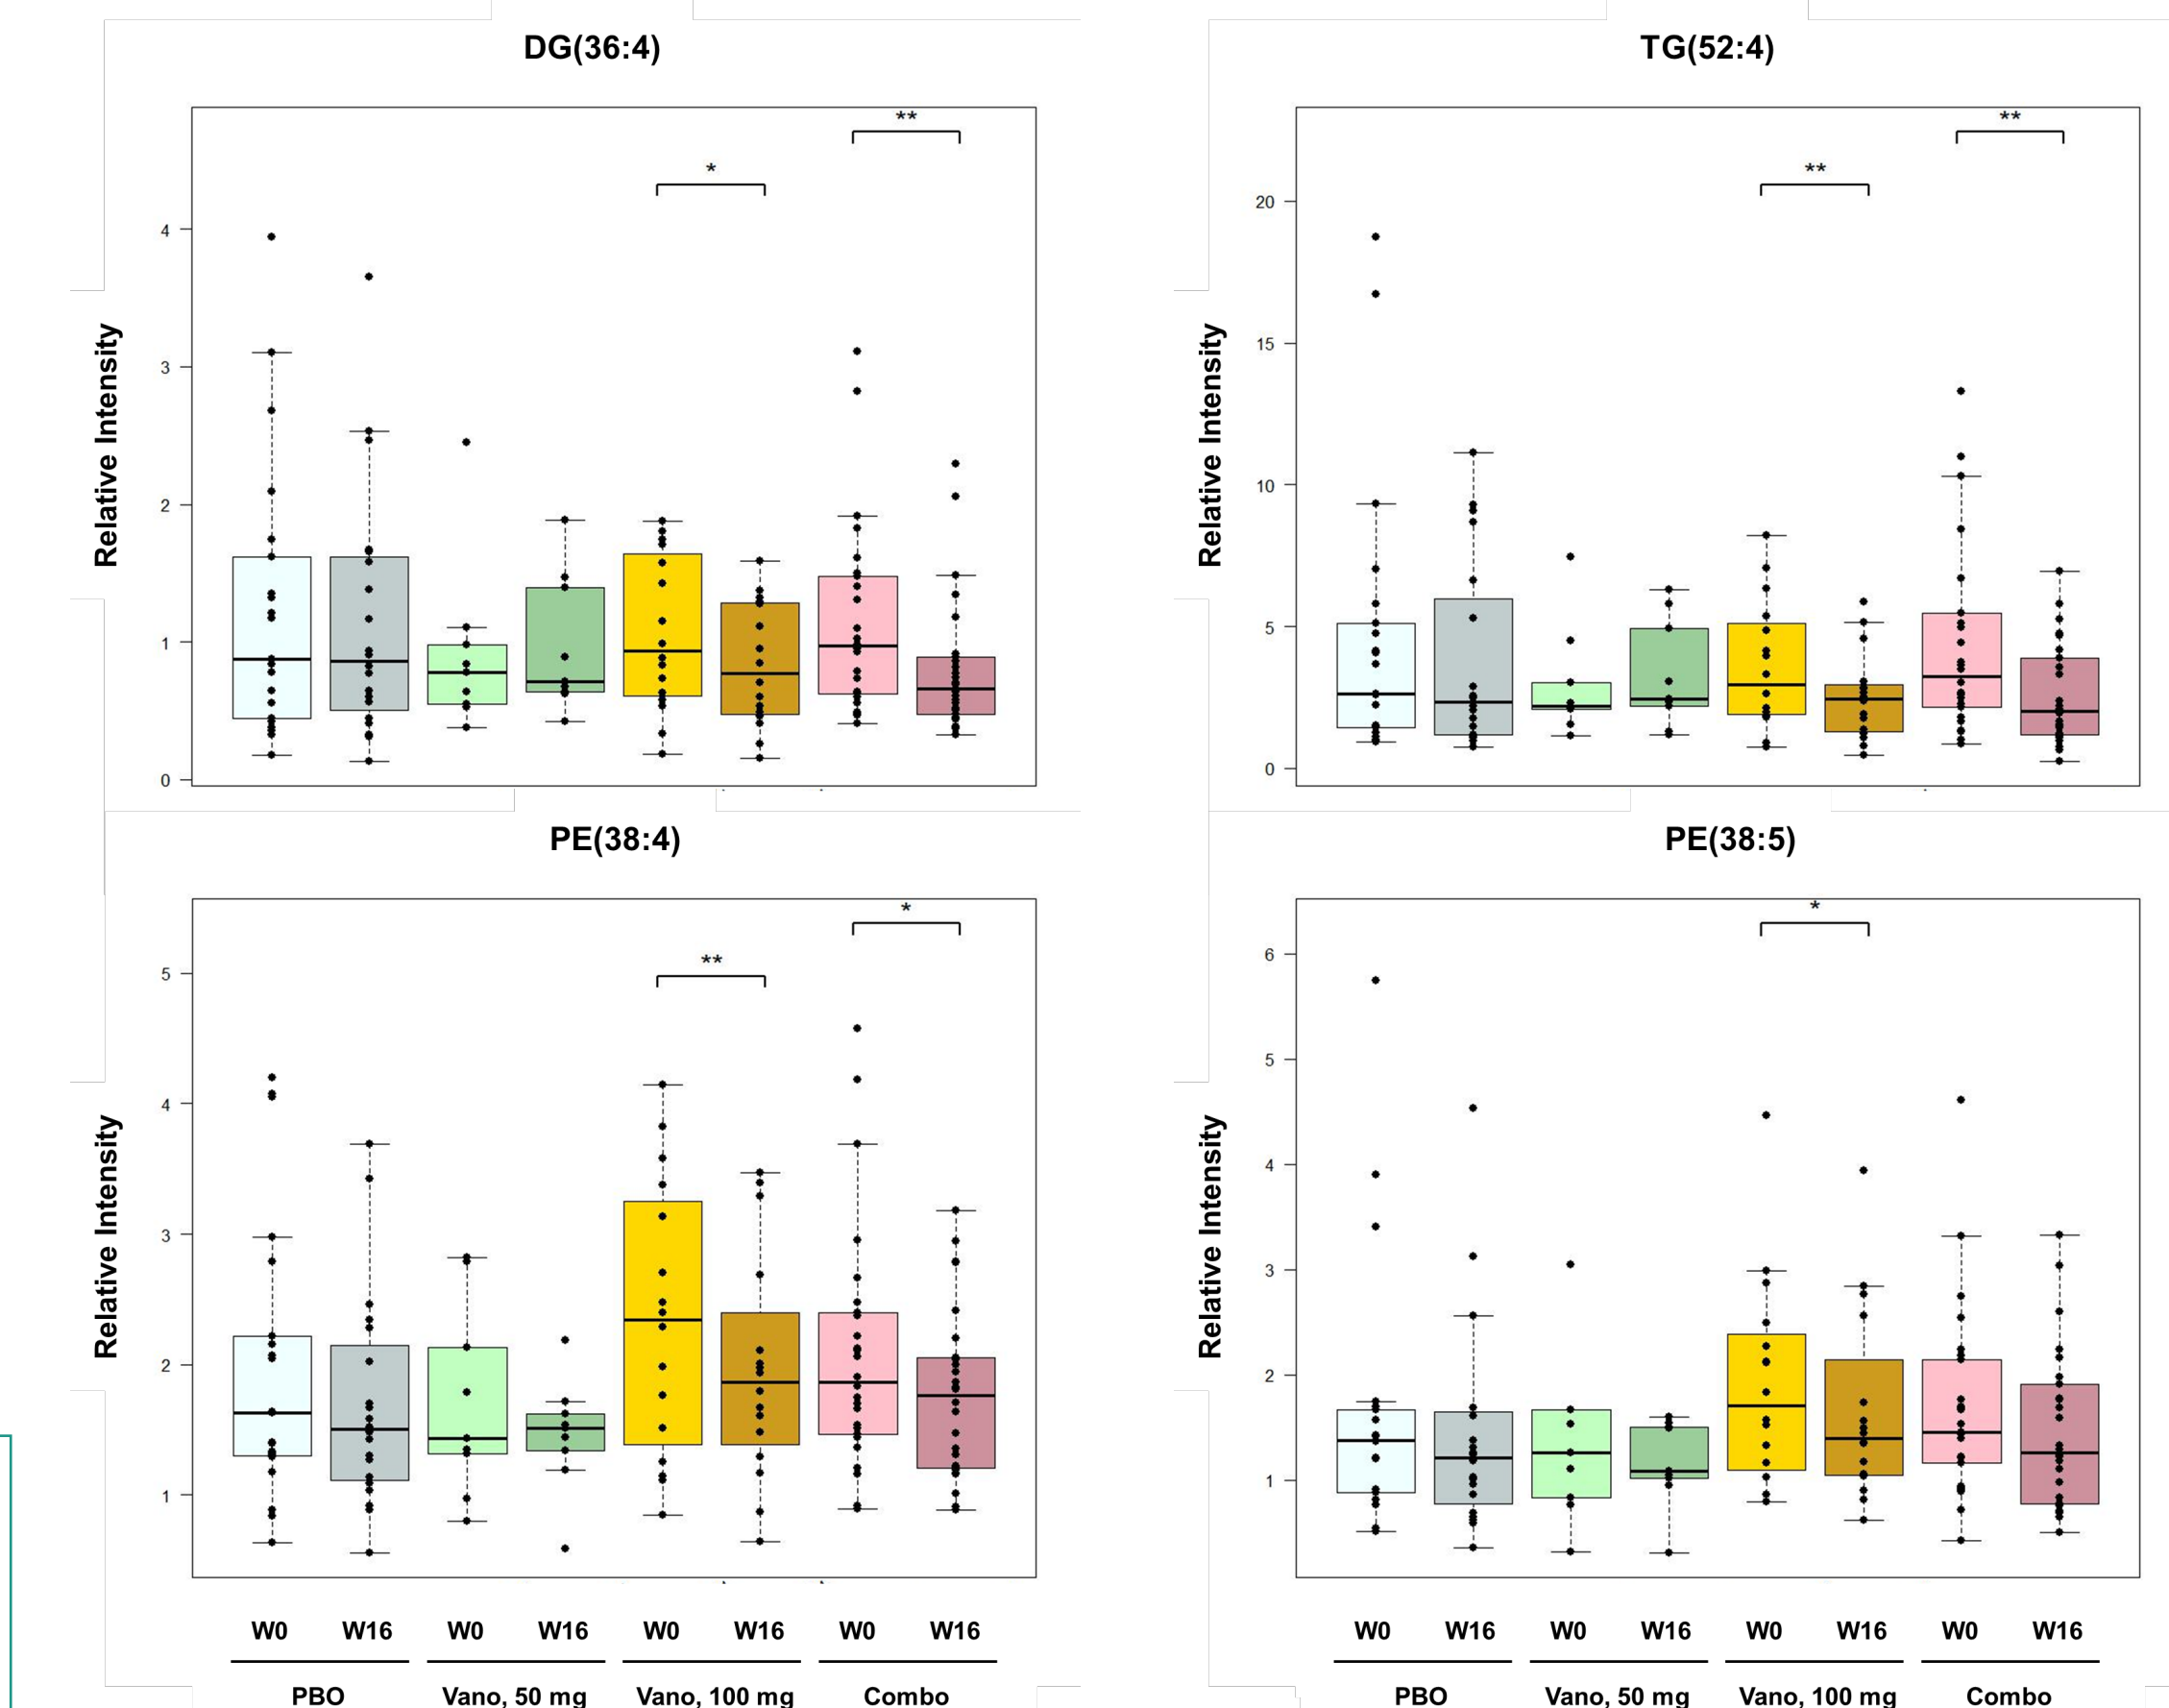 DG(36:4)
Relative Intensity
4
3
2
1
0
*
**
TG(52:4)
Relative Intensity
20
15
10
5
0
**
**
PE(38:4)
Relative Intensity
5
4
3
2
1
**
*
W0 W16 W0 W16 W0 W16 W0 W16
PBO Vano, 50 mg Vano, 100 mg Combo
PE(38:5)
Relative Intensity
6
5
4
3
2
1
*
W0 W16 W0 W16 W0 W16 W0 W16
PBO Vano, 50 mg Vano, 100 mg Combo